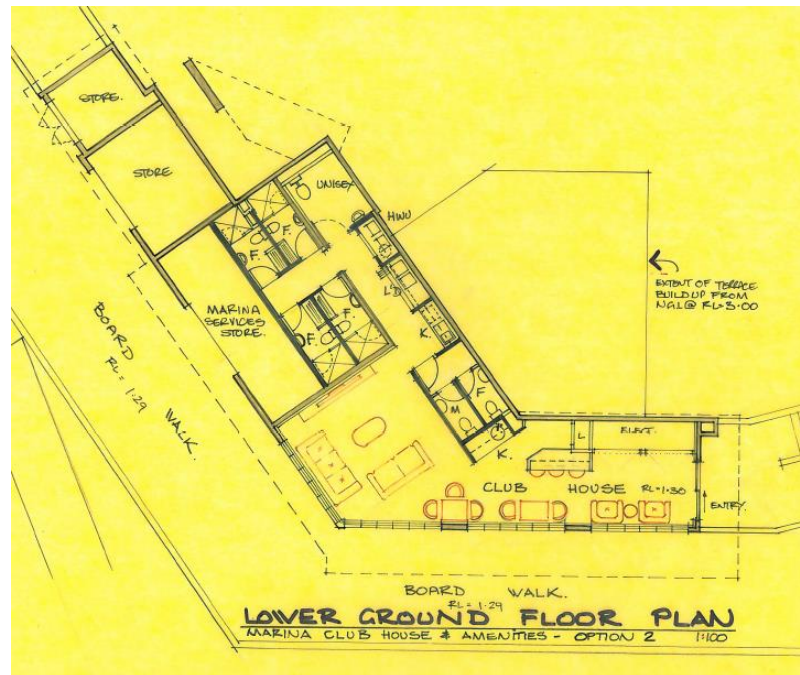 STORE.
STORE
UNISEX
HWU
F.
F.
L'D
EXTENT OF TERRACE
BUILD UP FROM
N.G.L @ RL=3.00
MARINA
SERVICES
STORE.
F.
F.
K.
BOARD WALK.
RL= 1.29
M
F
K.
L
ELECT.
CLUB HOUSE RL=1.30
ENTRY.
BOARD WALK.
RL= 1.29
LOWER GROUND FLOOR PLAN
MARINA CLUB HOUSE & AMENITIES - OPTION 2 1:100